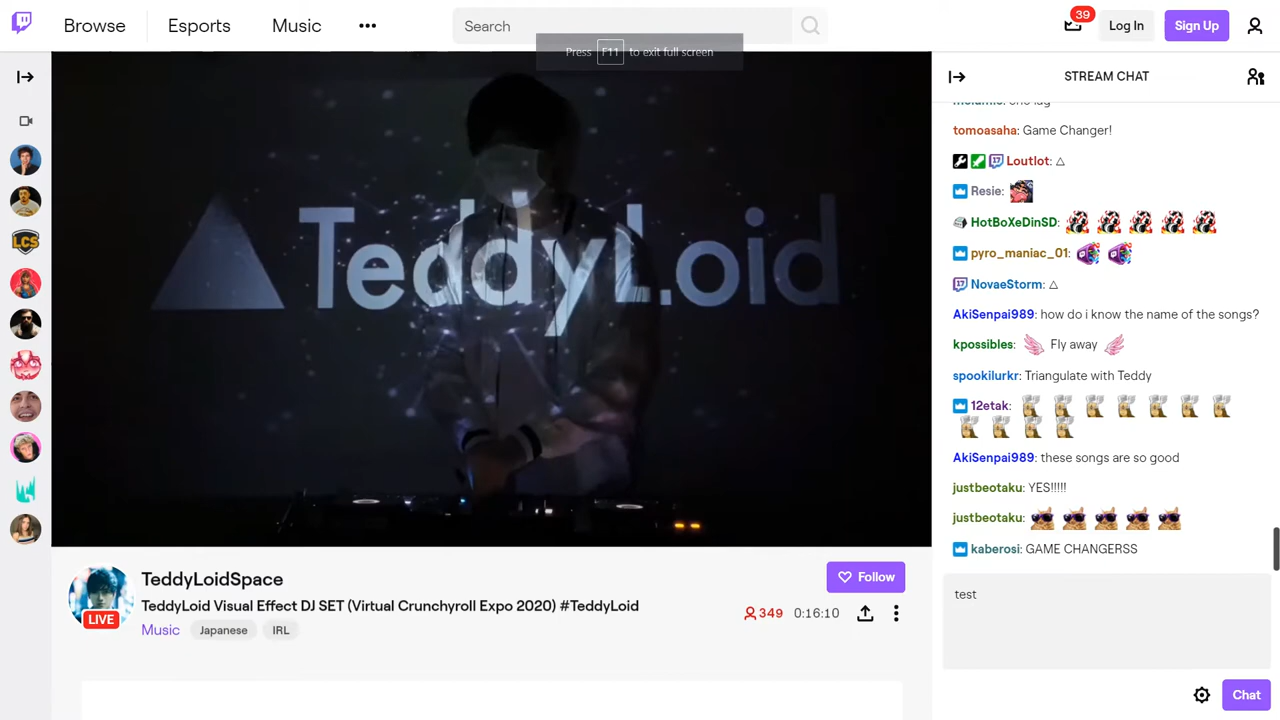 Browse
Esports
Music
Search
39
Log In
Sign Up
Press F11 to exit full screen
TeddyLoid
LCS
STREAM CHAT
tomoasaha: Game Changer!
17 Loutlot: △
Resie:
HotBoXeDinSD:
pyro_maniac_01:
17 NovaeStorm: △
AkiSenpai989: how do i know the name of the songs?
kpossibles: Fly away
spookilurkr: Triangulate with Teddy
12etak:
AkiSenpai989: these songs are so good
justbeotaku: YES!!!!!
justbeotaku:
kaberosi: GAME CHANGERSS
test
Chat
LIVE
TeddyLoidSpace
Follow
TeddyLoid Visual Effect DJ SET (Virtual Crunchyroll Expo 2020) #TeddyLoid
349
0:16:10
Music
Japanese
IRL